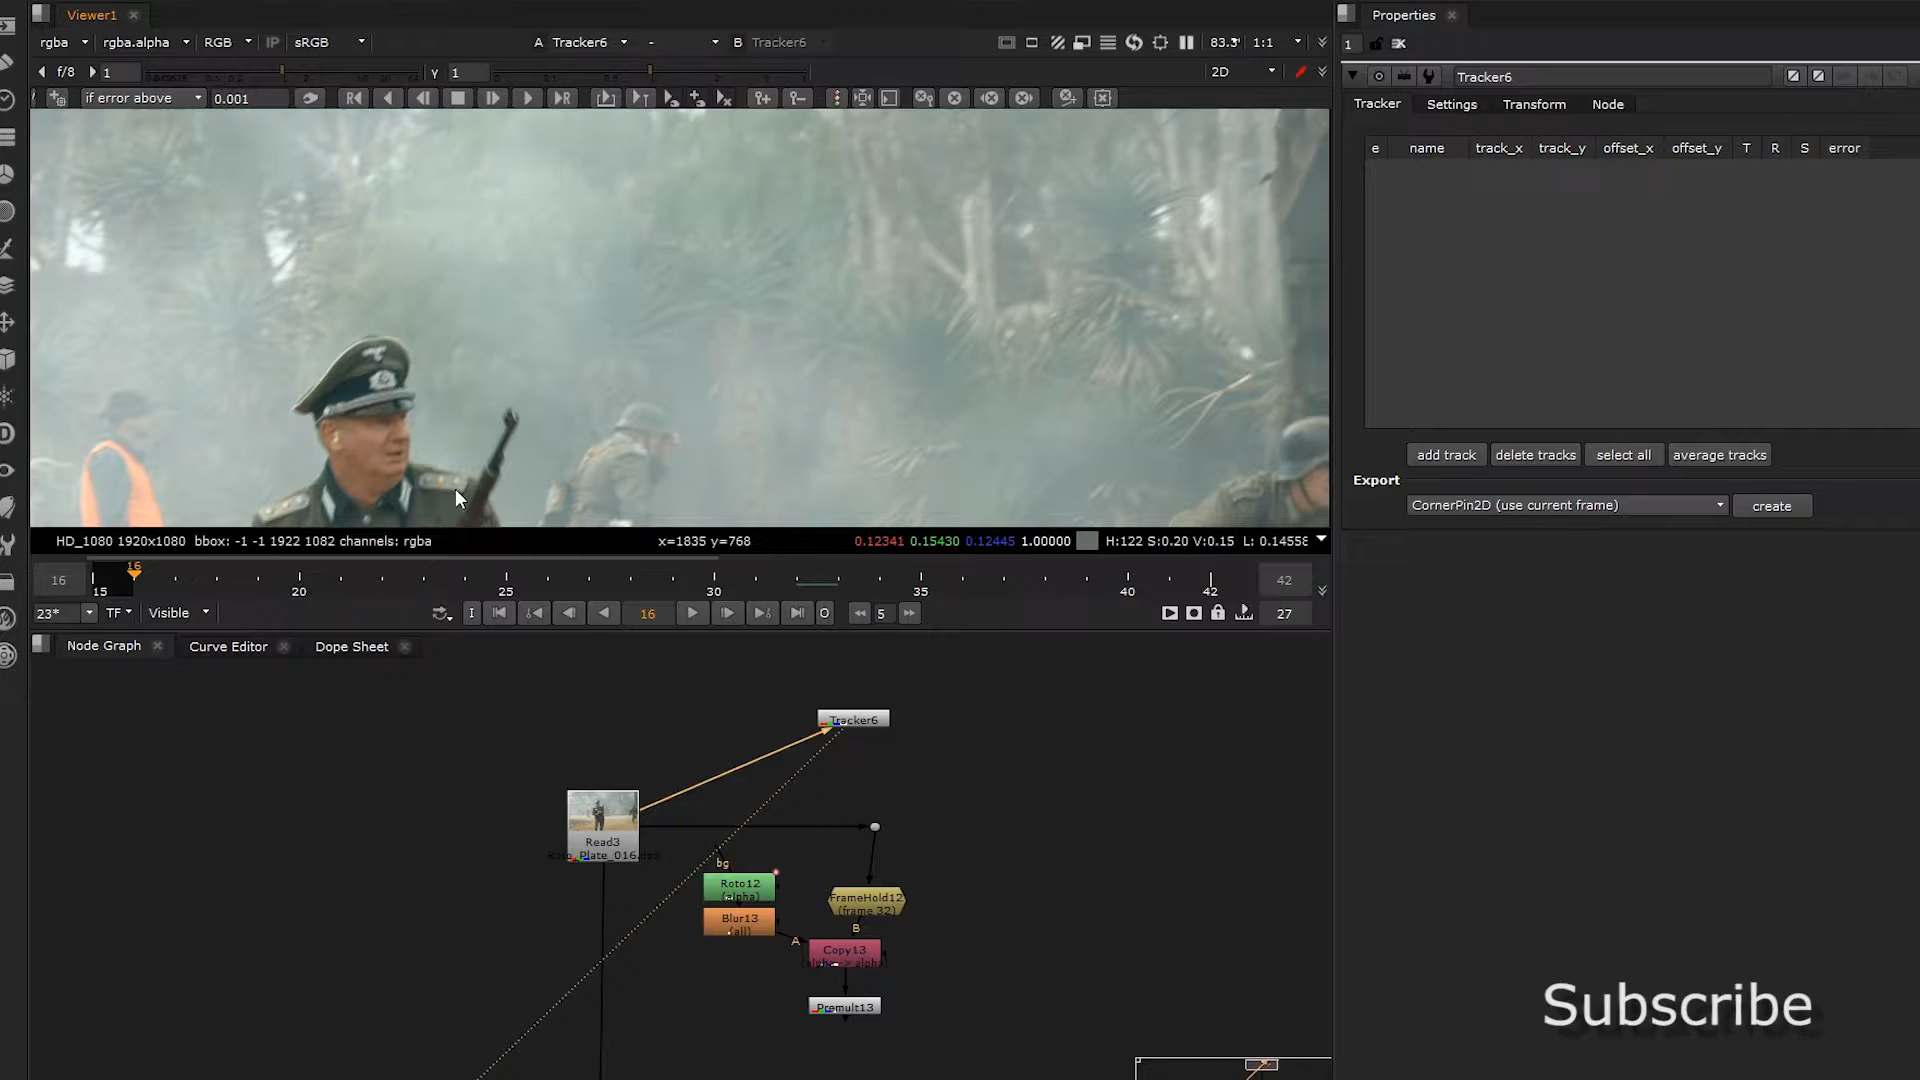 Viewer1
Properties
rgba
rgba.alpha
RGB
IP
sRGB
A Tracker6
-
B Tracker6
83.3
1:1
1
f/8
1
Y 1
2D
Tracker6
if error above
0.001
Tracker
Settings
Transform
Node
e name track_x track_y offset_x offset_y T R S error
add track
delete tracks
select all
average tracks
Export
CornerPin2D (use current frame)
create
HD_1080 1920x1080 bbox: -1 -1 1922 1082 channels: rgba
x=1835 y=768
0.12341 0.15430 0.12445 1.00000
H:122 S:0.20 V:0.15 L: 0.14558
16
16
15 20 25 30 35 40 42
42
23*
TF
Visible
I
16
O
5
27
Node Graph
Curve Editor
Dope Sheet
Tracker6
Read3
Roto_Plate_016.
bg
Roto12
(alpha)
Blur13
(all)
FrameHold12
(frame 32)
B
A
Copy13
(alpha -> alpha)
Premult13
Subscribe